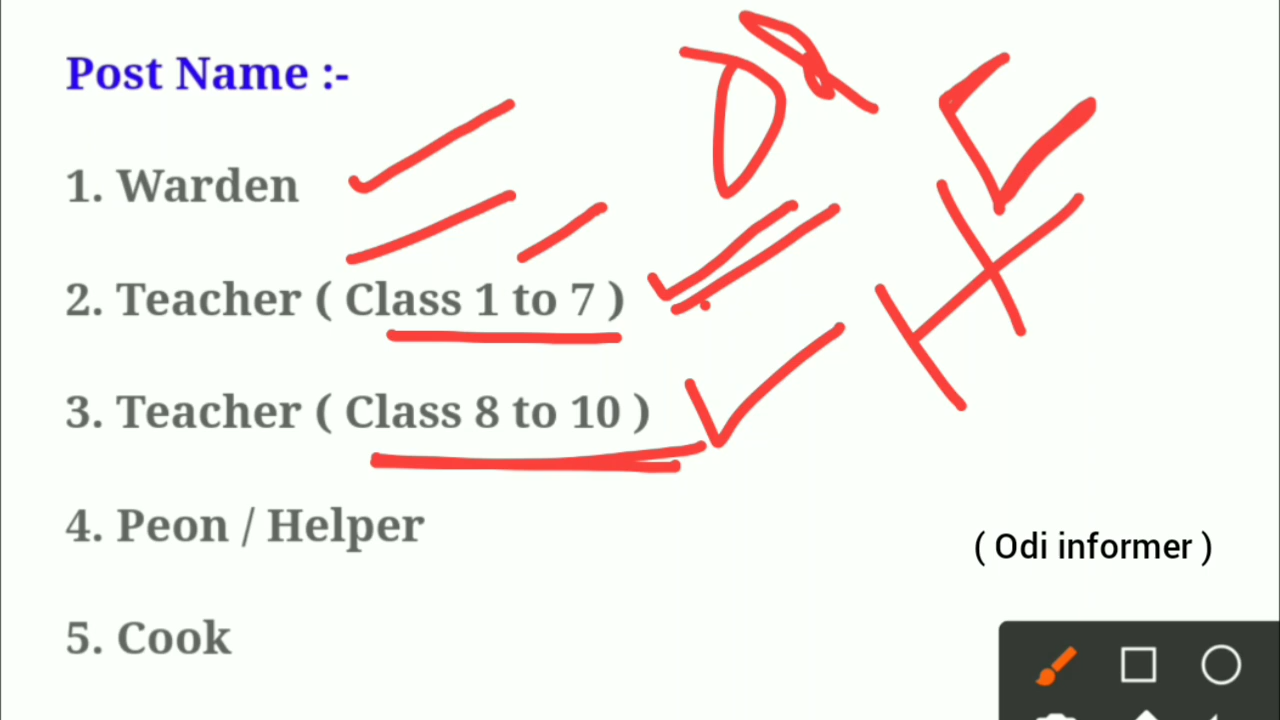 Post Name :-
1. Warden
2. Teacher ( Class 1 to 7 )
3. Teacher ( Class 8 to 10 )
4. Peon / Helper
( Odi informer )
5. Cook